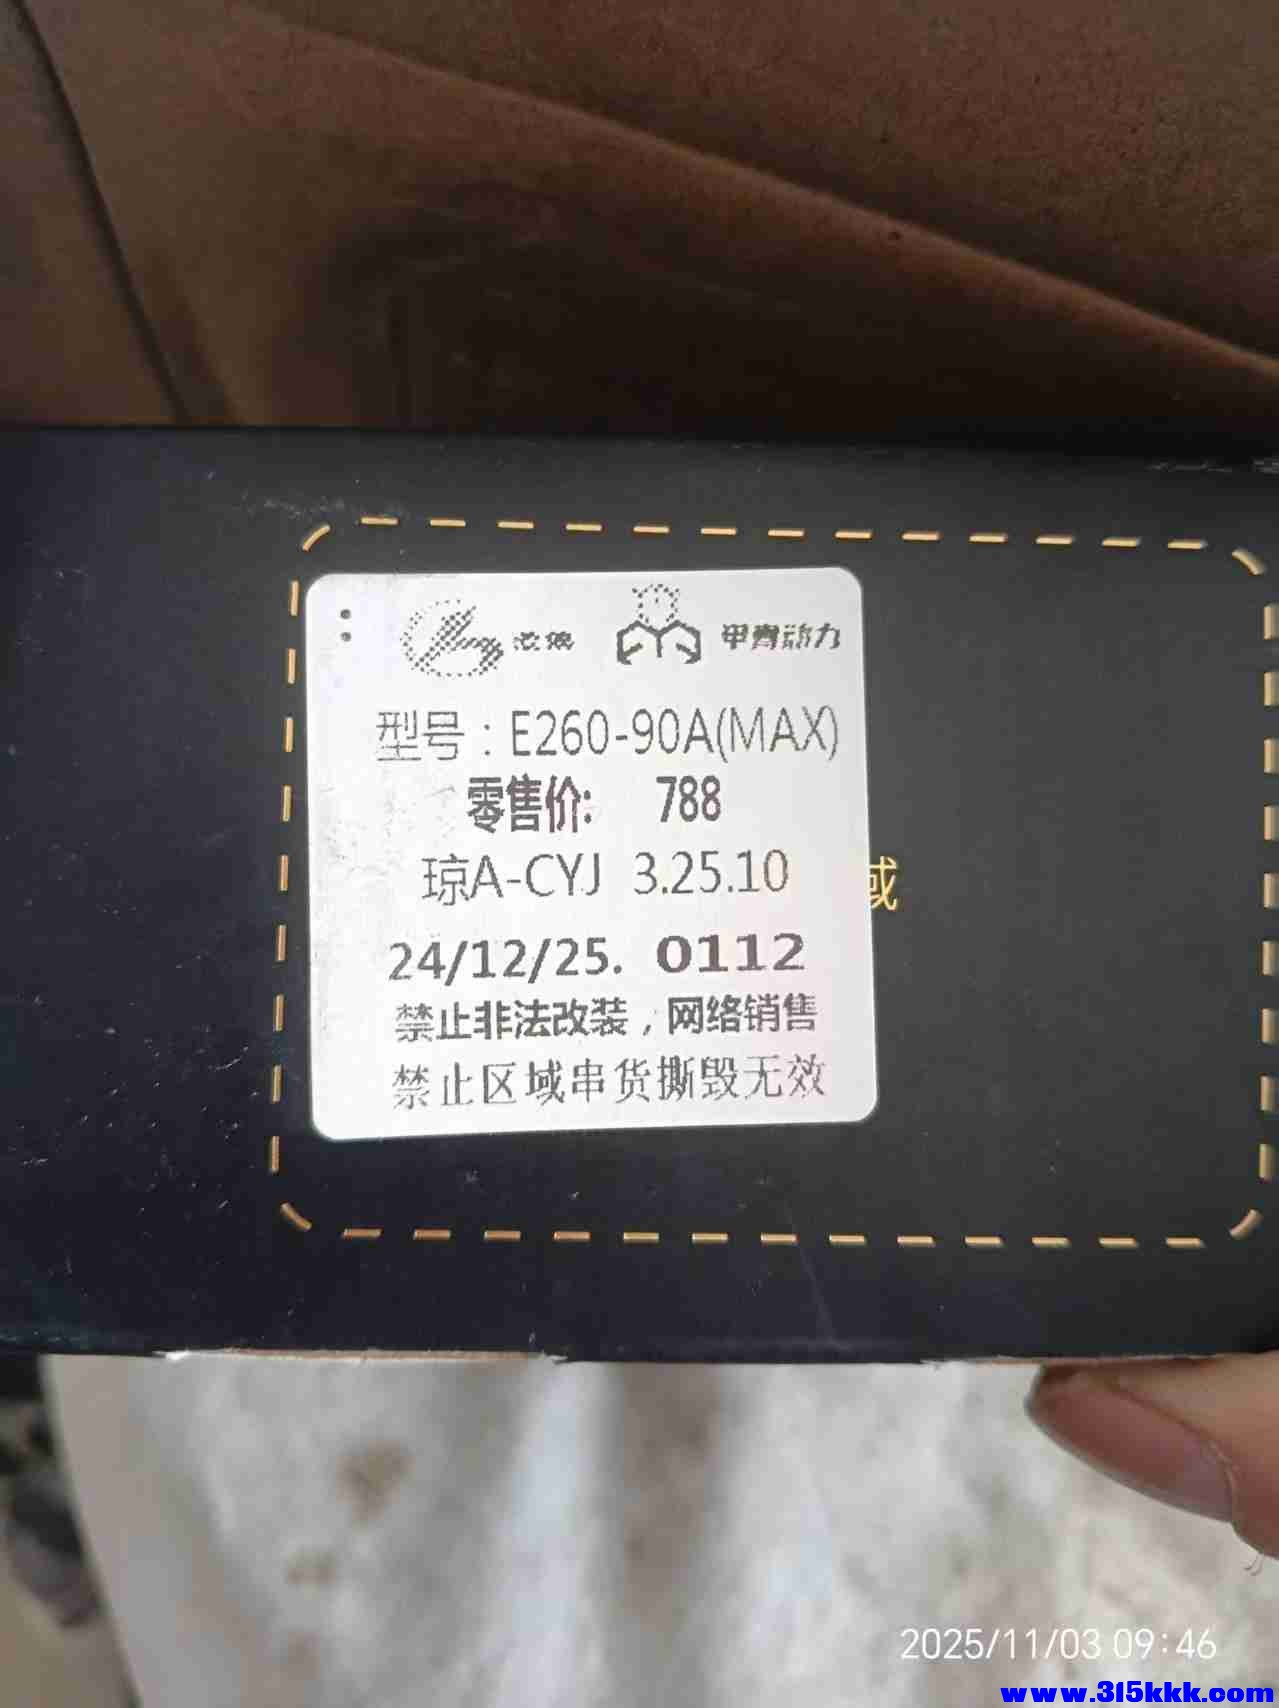 甲青动力
型号：E260-90A(MAX)
零售价: 788
琼A-CYJ 3.25.10
域
24/12/25. 0112
禁止非法改装，网络销售
禁止区域串货撕毁无效
2025/11/03 09:46
www.315kkk.com